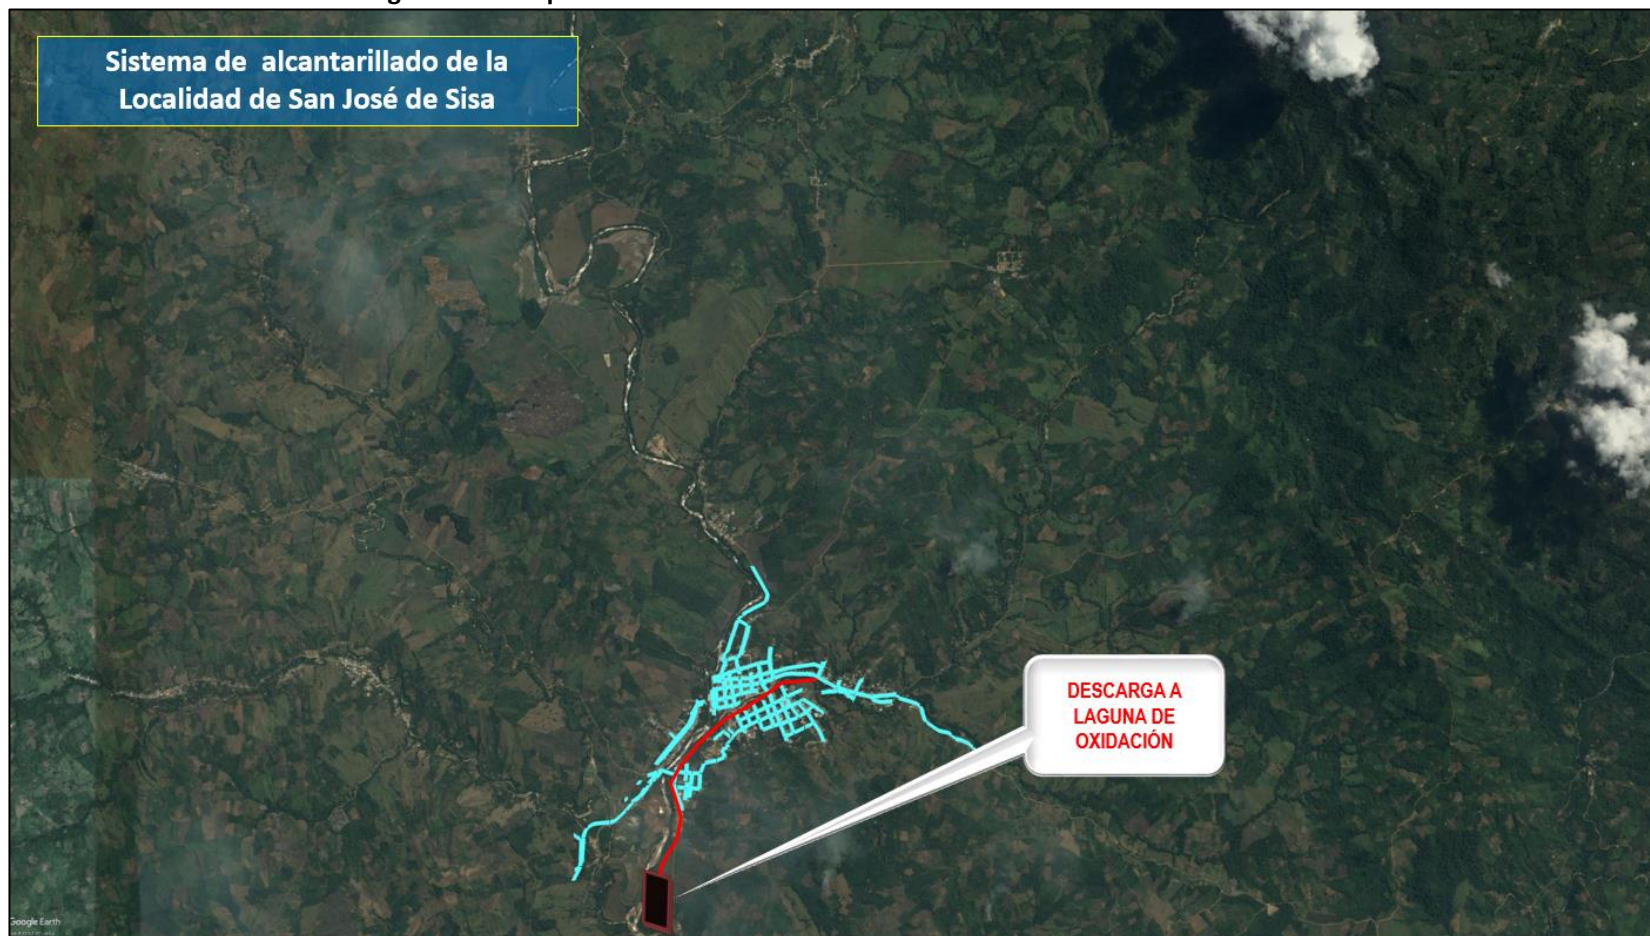 Sistema de alcantarillado de la
Localidad de San José de Sisa
DESCARGA A
LAGUNA DE
OXIDACIÓN
Google Earth